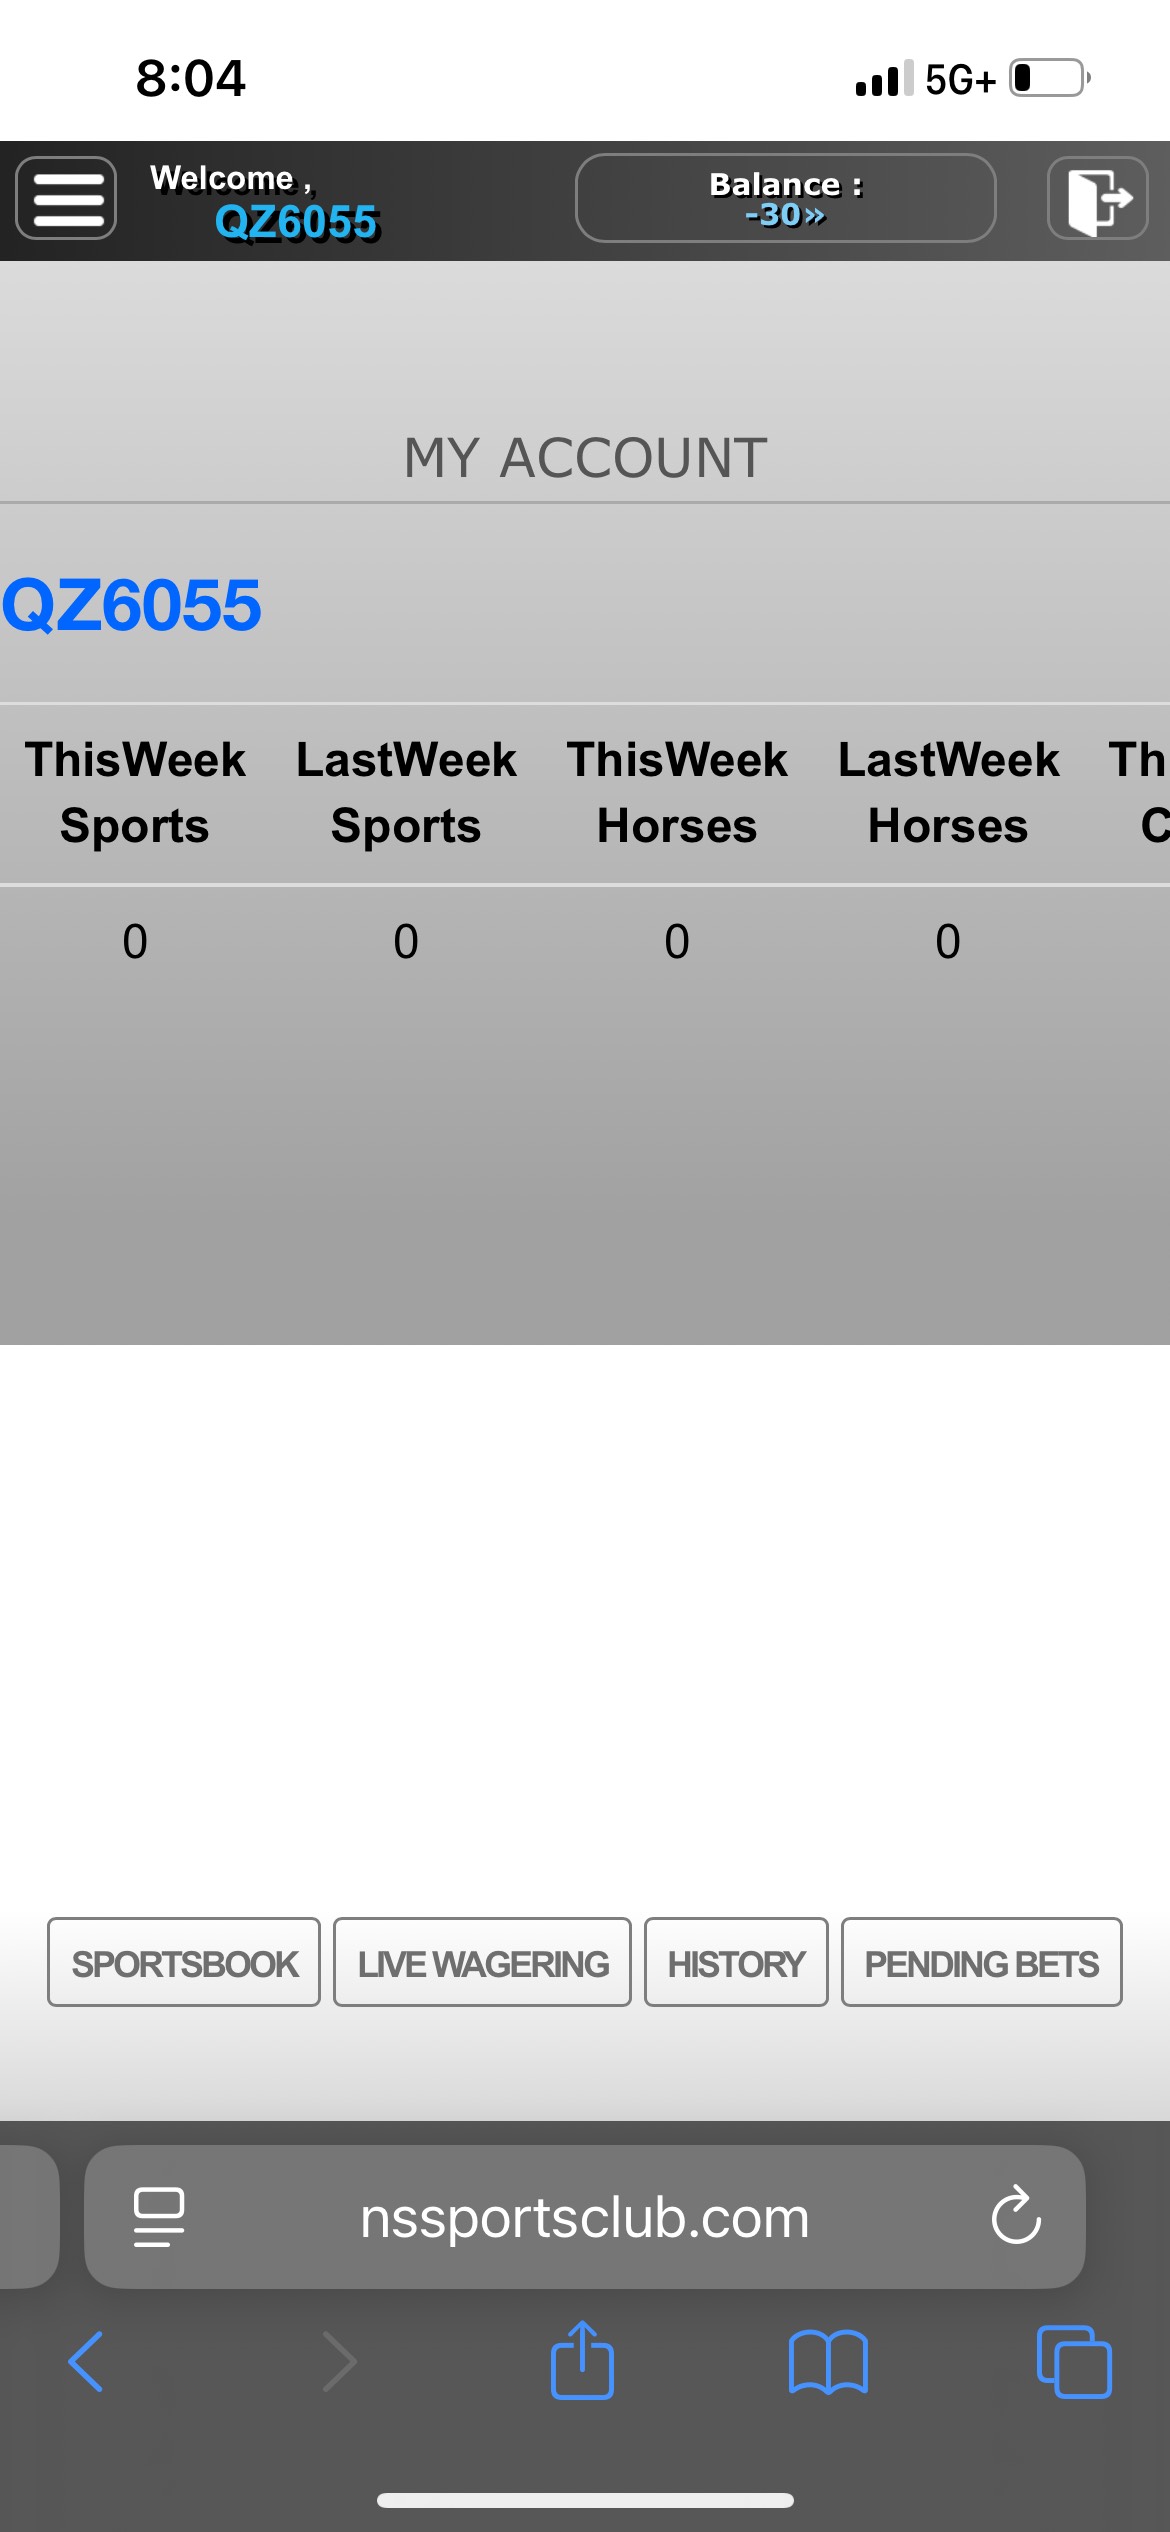 8:04 5G+
Welcome ,
QZ6055
Balance :
-30»
MY ACCOUNT
QZ6055
ThisWeek Sports LastWeek Sports ThisWeek Horses LastWeek Horses Th C
0 0 0 0
SPORTSBOOK LIVE WAGERING HISTORY PENDING BETS
nssportsclub.com